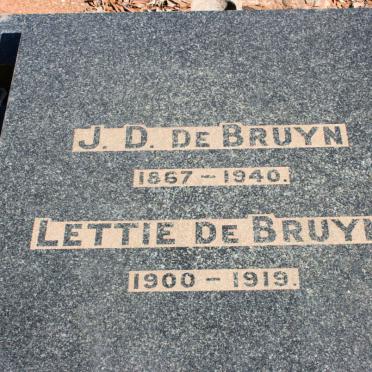 J. D. DE BRUYN
1867 – 1940.
LETTIE DE BRUYN
1900 – 1919.